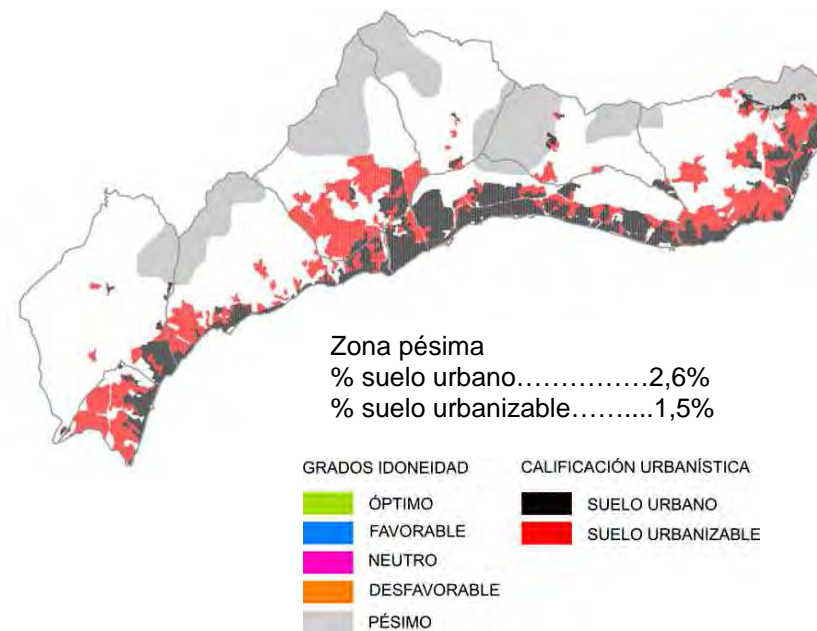 Zona pésima
% suelo urbano……………2,6%
% suelo urbanizable……....1,5%
GRADOS IDONEIDAD
ÓPTIMO
FAVORABLE
NEUTRO
DESFAVORABLE
PÉSIMO
CALIFICACIÓN URBANÍSTICA
SUELO URBANO
SUELO URBANIZABLE